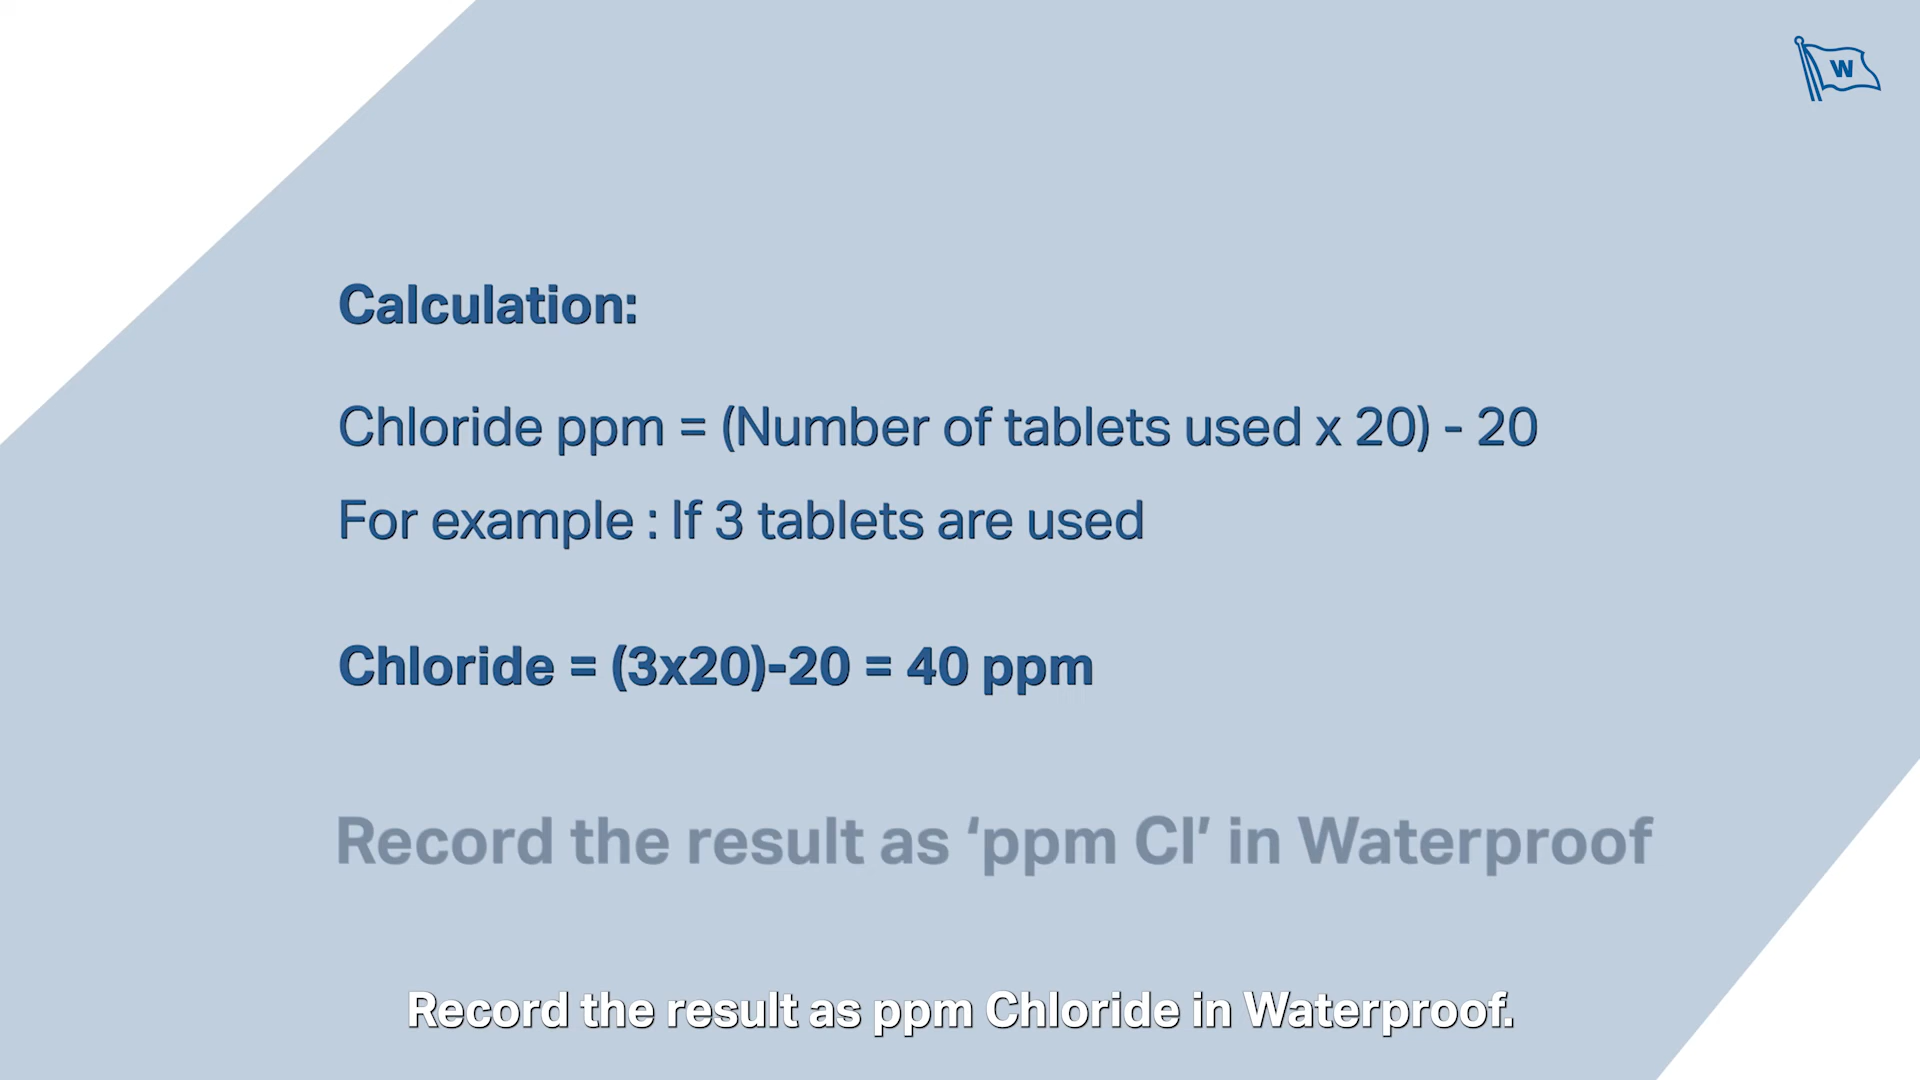 W
Calculation:
Chloride ppm = (Number of tablets used x 20) - 20
For example : If 3 tablets are used
Chloride = (3x20)-20 = 40 ppm
Record the result as ‘ppm Cl’ in Waterproof
Record the result as ppm Chloride in Waterproof.